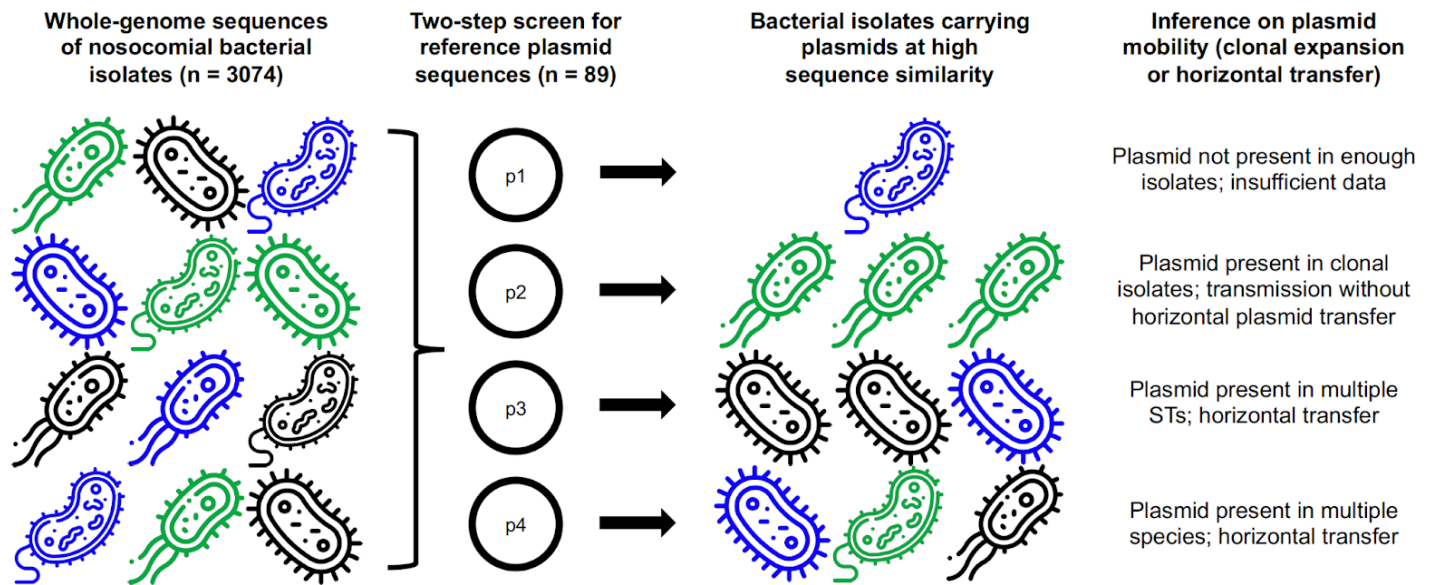 Whole-genome sequences
of nosocomial bacterial
isolates (n = 3074)
Two-step screen for
reference plasmid
sequences (n = 89)
Bacterial isolates carrying
plasmids at high
sequence similarity
Inference on plasmid
mobility (clonal expansion
or horizontal transfer)
p1
Plasmid not present in enough
isolates; insufficient data
p2
Plasmid present in clonal
isolates; transmission without
horizontal plasmid transfer
p3
Plasmid present in multiple
STs; horizontal transfer
p4
Plasmid present in multiple
species; horizontal transfer